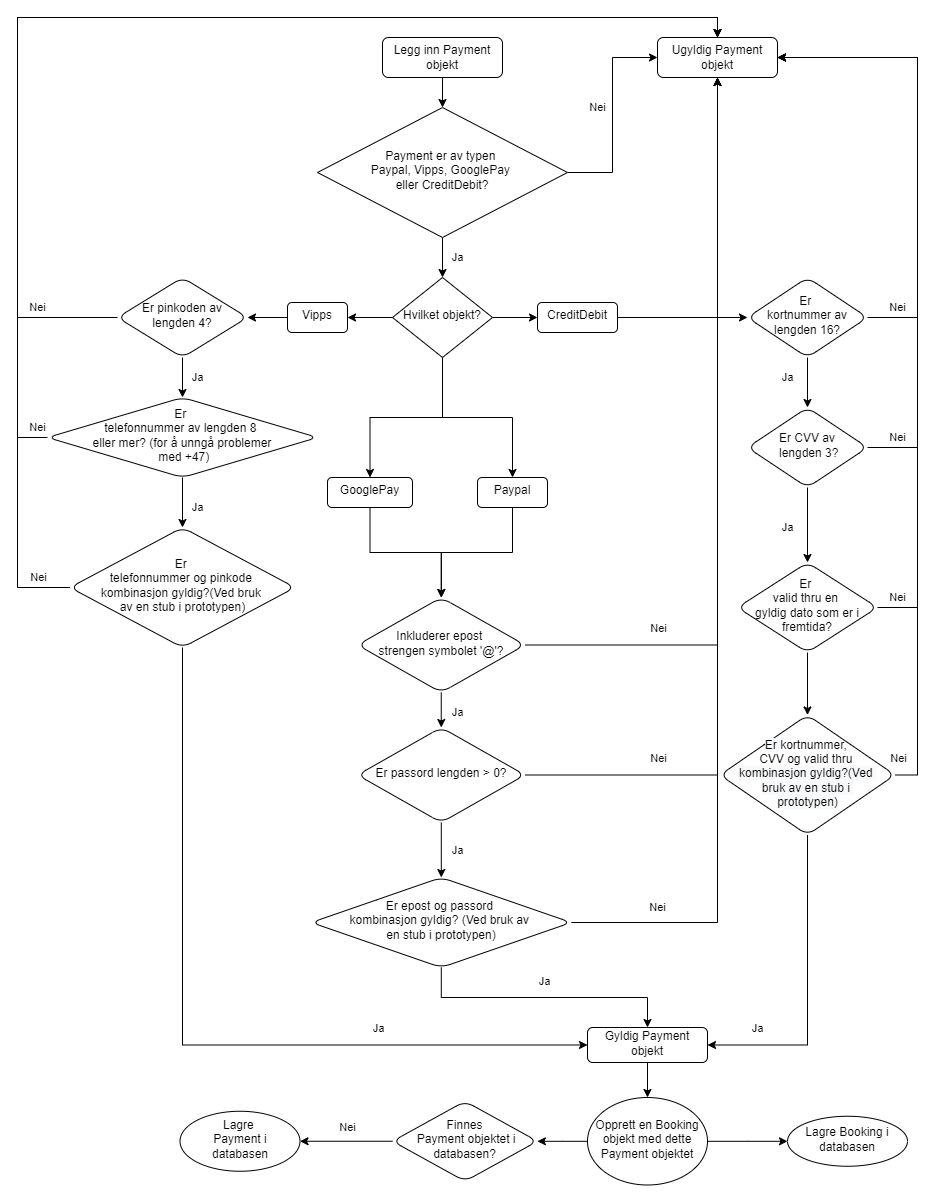 Legg inn Payment
objekt
Ugyldig Payment
objekt
Nei
Payment er av typen
Paypal, Vipps, GooglePay
eller CreditDebit?
Ja
Nei
Er pinkoden av
lengden 4?
Vipps
Hvilket objekt?
CreditDebit
Er
kortnummer av
lengden 16?
Nei
Ja
Ja
Nei
Er
telefonnummer av lengden 8
eller mer? (for å unngå problemer
med +47)
Er CVV av
lengden 3?
Nei
Ja
GooglePay
Paypal
Ja
Nei
Er
telefonnummer og pinkode
kombinasjon gyldig?(Ved bruk
av en stub i prototypen)
Er
valid thru en
gyldig dato som er i
fremtida?
Nei
Inkluderer epost
strengen symbolet '@'?
Nei
Ja
Er passord lengden > 0?
Nei
Er kortnummer,
CVV og valid thru
kombinasjon gyldig?(Ved
bruk av en stub i
prototypen)
Nei
Ja
Er epost og passord
kombinasjon gyldig? (Ved bruk av
en stub i prototypen)
Nei
Ja
Ja
Gyldig Payment
objekt
Ja
Lagre
Payment i
databasen
Nei
Finnes
Payment objektet i
databasen?
Opprett en Booking
objekt med dette
Payment objektet
Lagre Booking i
databasen